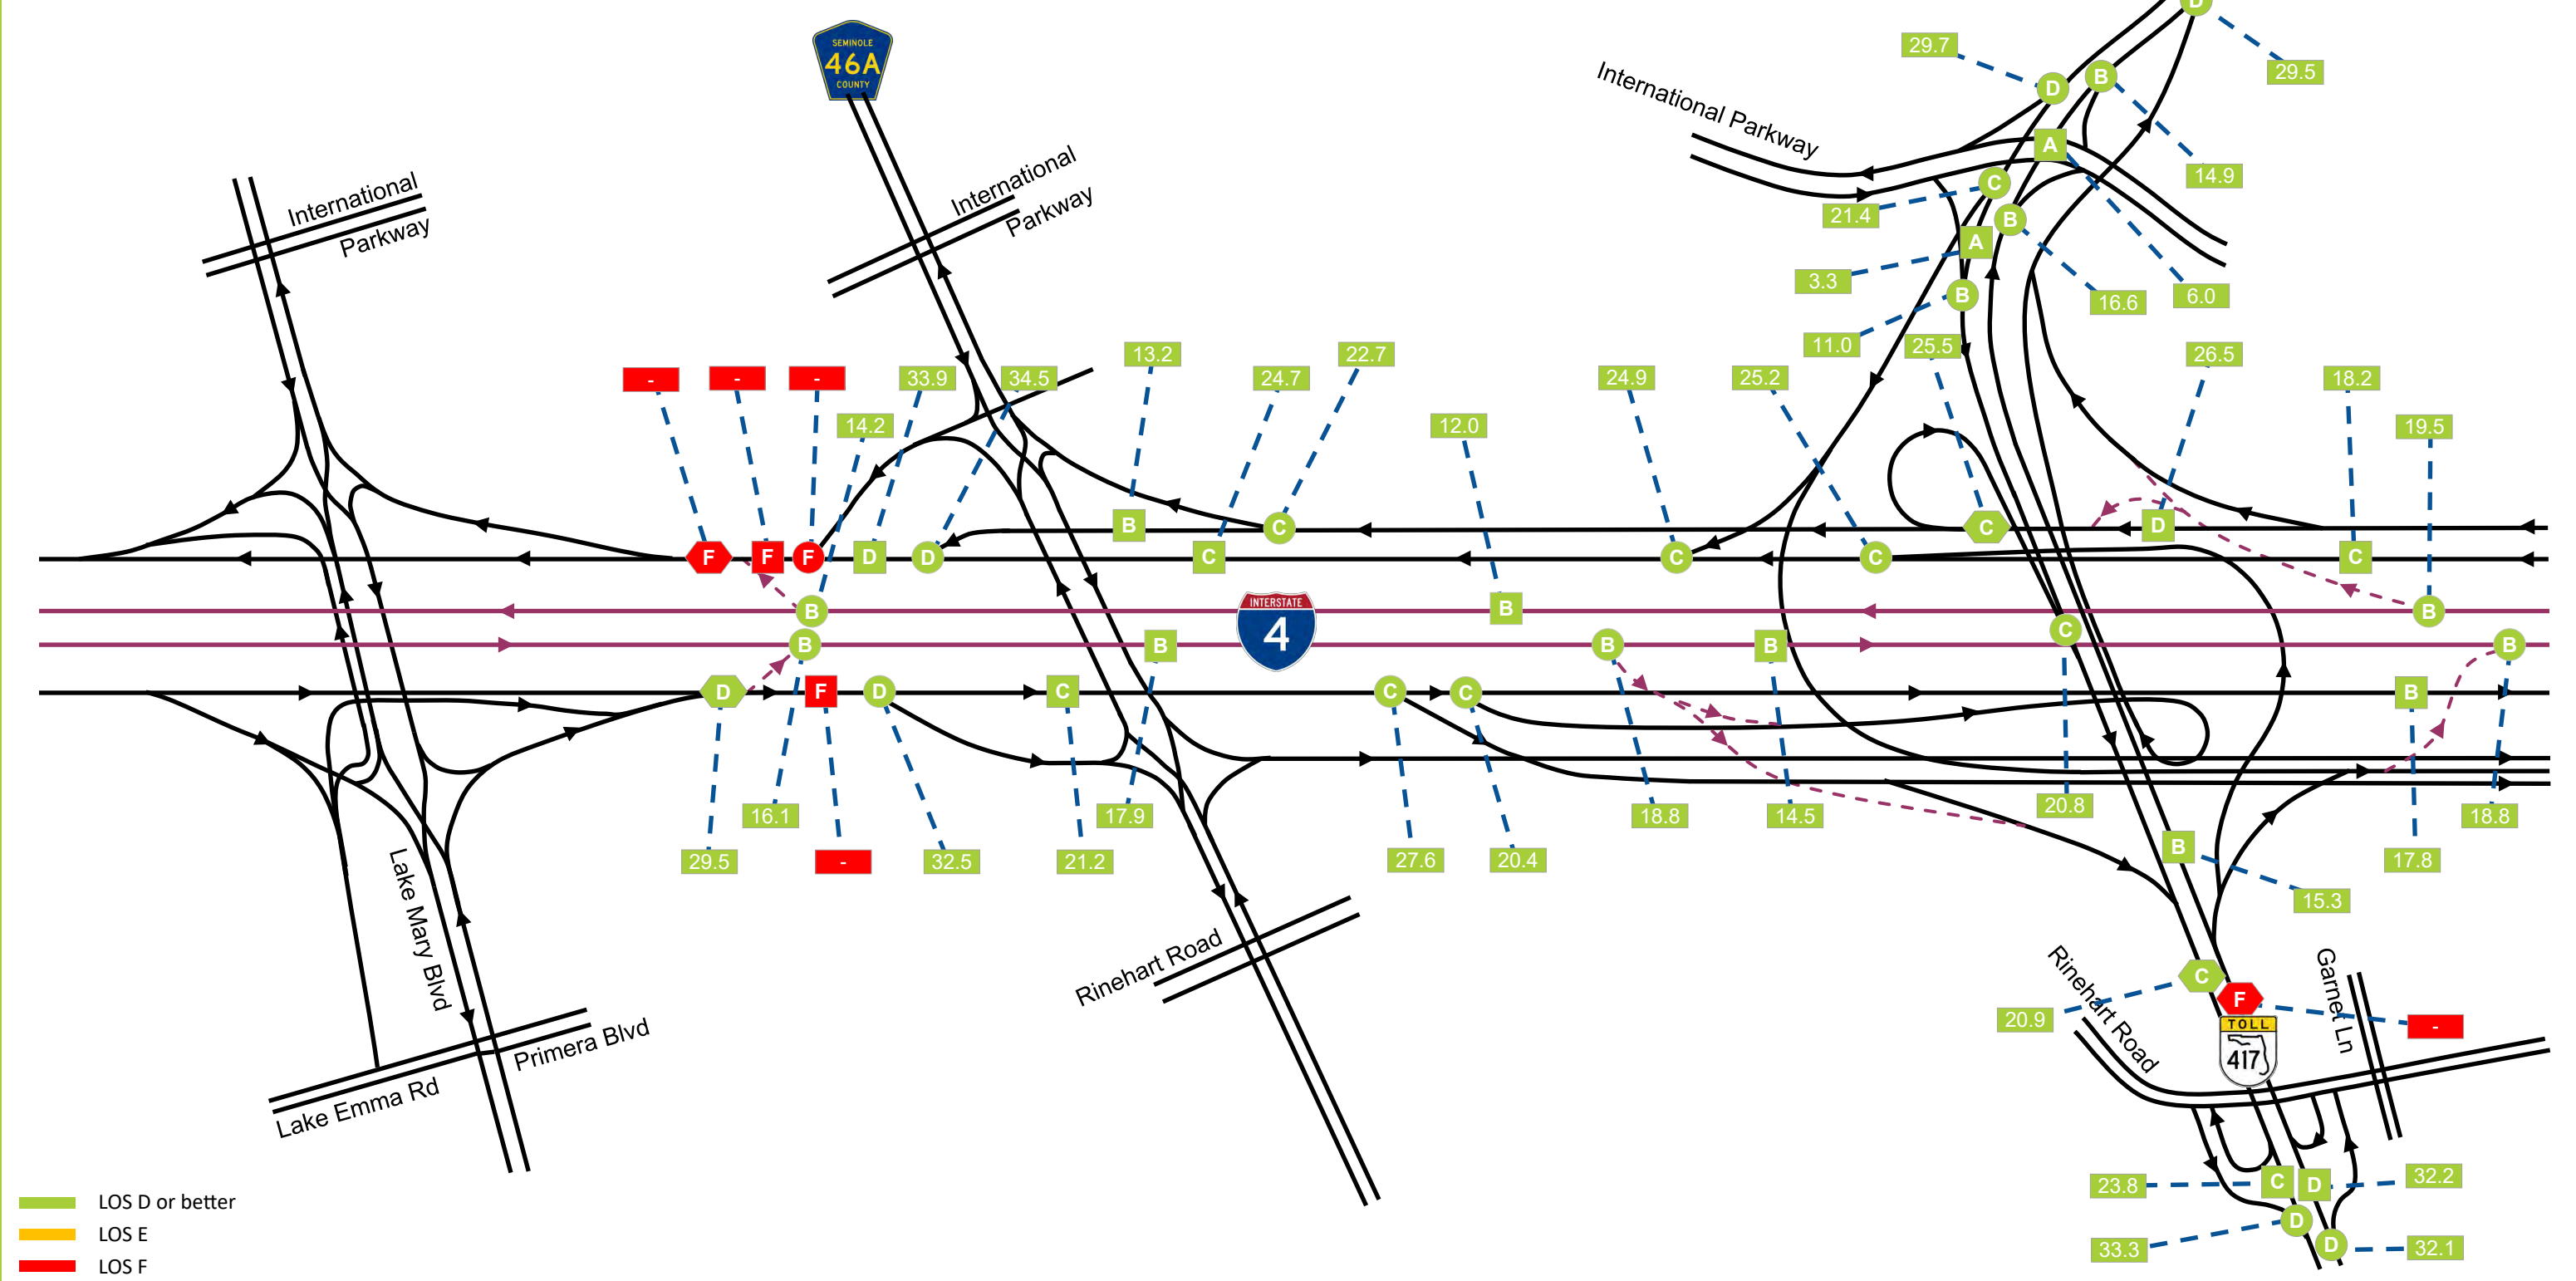 D
29.7
D
B
29.5
SEMINOLE
46A
COUNTY
International Parkway
A
14.9
C
21.4
B
A
3.3
16.6
6.0
B
11.0
International
Parkway
International
Parkway
-
-
-
33.9
34.5
13.2
24.7
22.7
14.2
12.0
24.9
25.2
25.5
26.5
18.2
19.5
B
C
C
D
F
F
F
D
D
C
C
C
C
B
B
B
B
B
INTERSTATE
4
B
B
C
B
D
F
D
C
C
C
B
16.1
17.9
18.8
14.5
20.8
18.8
29.5
-
32.5
21.2
27.6
20.4
B
17.8
15.3
Lake Mary Blvd
Rinehart Road
Rinehart Road
Garnet Ln
C
F
20.9
-
TOLL
417
Primera Blvd
Lake Emma Rd
23.8
C
D
32.2
D
33.3
D
32.1
LOS D or better
LOS E
LOS F